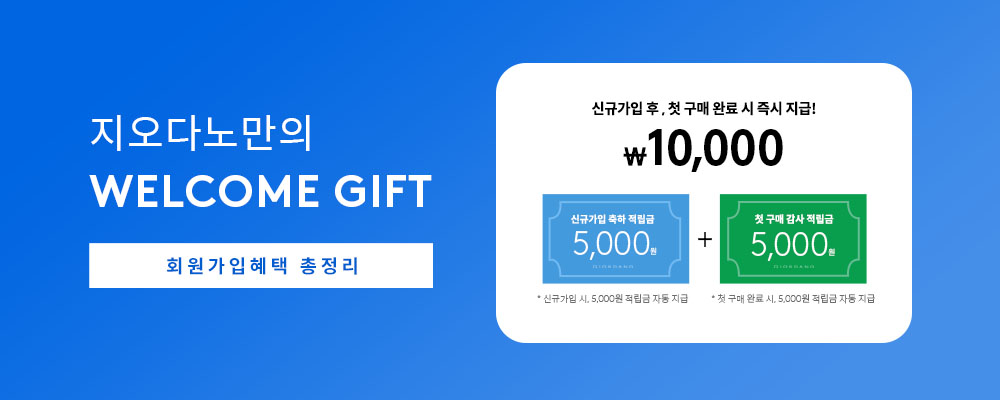 지오다노만의
WELCOME GIFT
회원가입혜택 총정리
신규가입 후, 첫 구매 완료 시 즉시 지급!
₩10,000
신규가입 축하 적립금
5,000원
GIORDANO
+
첫 구매 감사 적립금
5,000원
GIORDANO
* 신규가입 시, 5,000원 적립금 자동 지급
* 첫 구매 완료 시, 5,000원 적립금 자동 지급